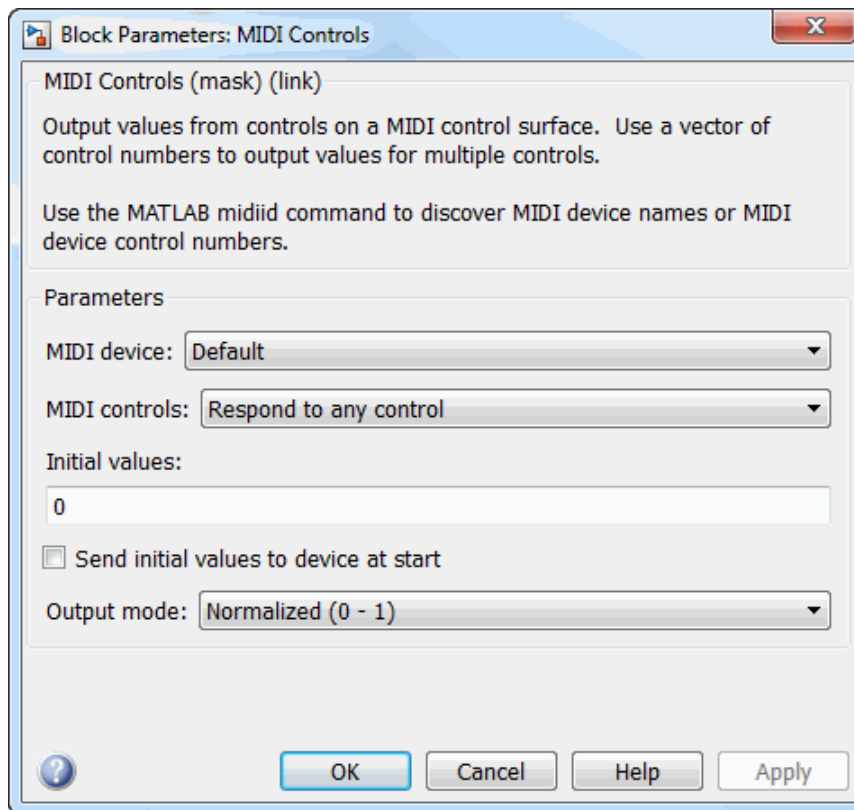 Block Parameters: MIDI Controls
MIDI Controls (mask) (link)
Output values from controls on a MIDI control surface.  Use a vector of
control numbers to output values for multiple controls.
Use the MATLAB midiid command to discover MIDI device names or MIDI
device control numbers.
Parameters
MIDI device: Default
MIDI controls: Respond to any control
Initial values:
0
Send initial values to device at start
Output mode: Normalized (0 - 1)
? OK Cancel Help Apply